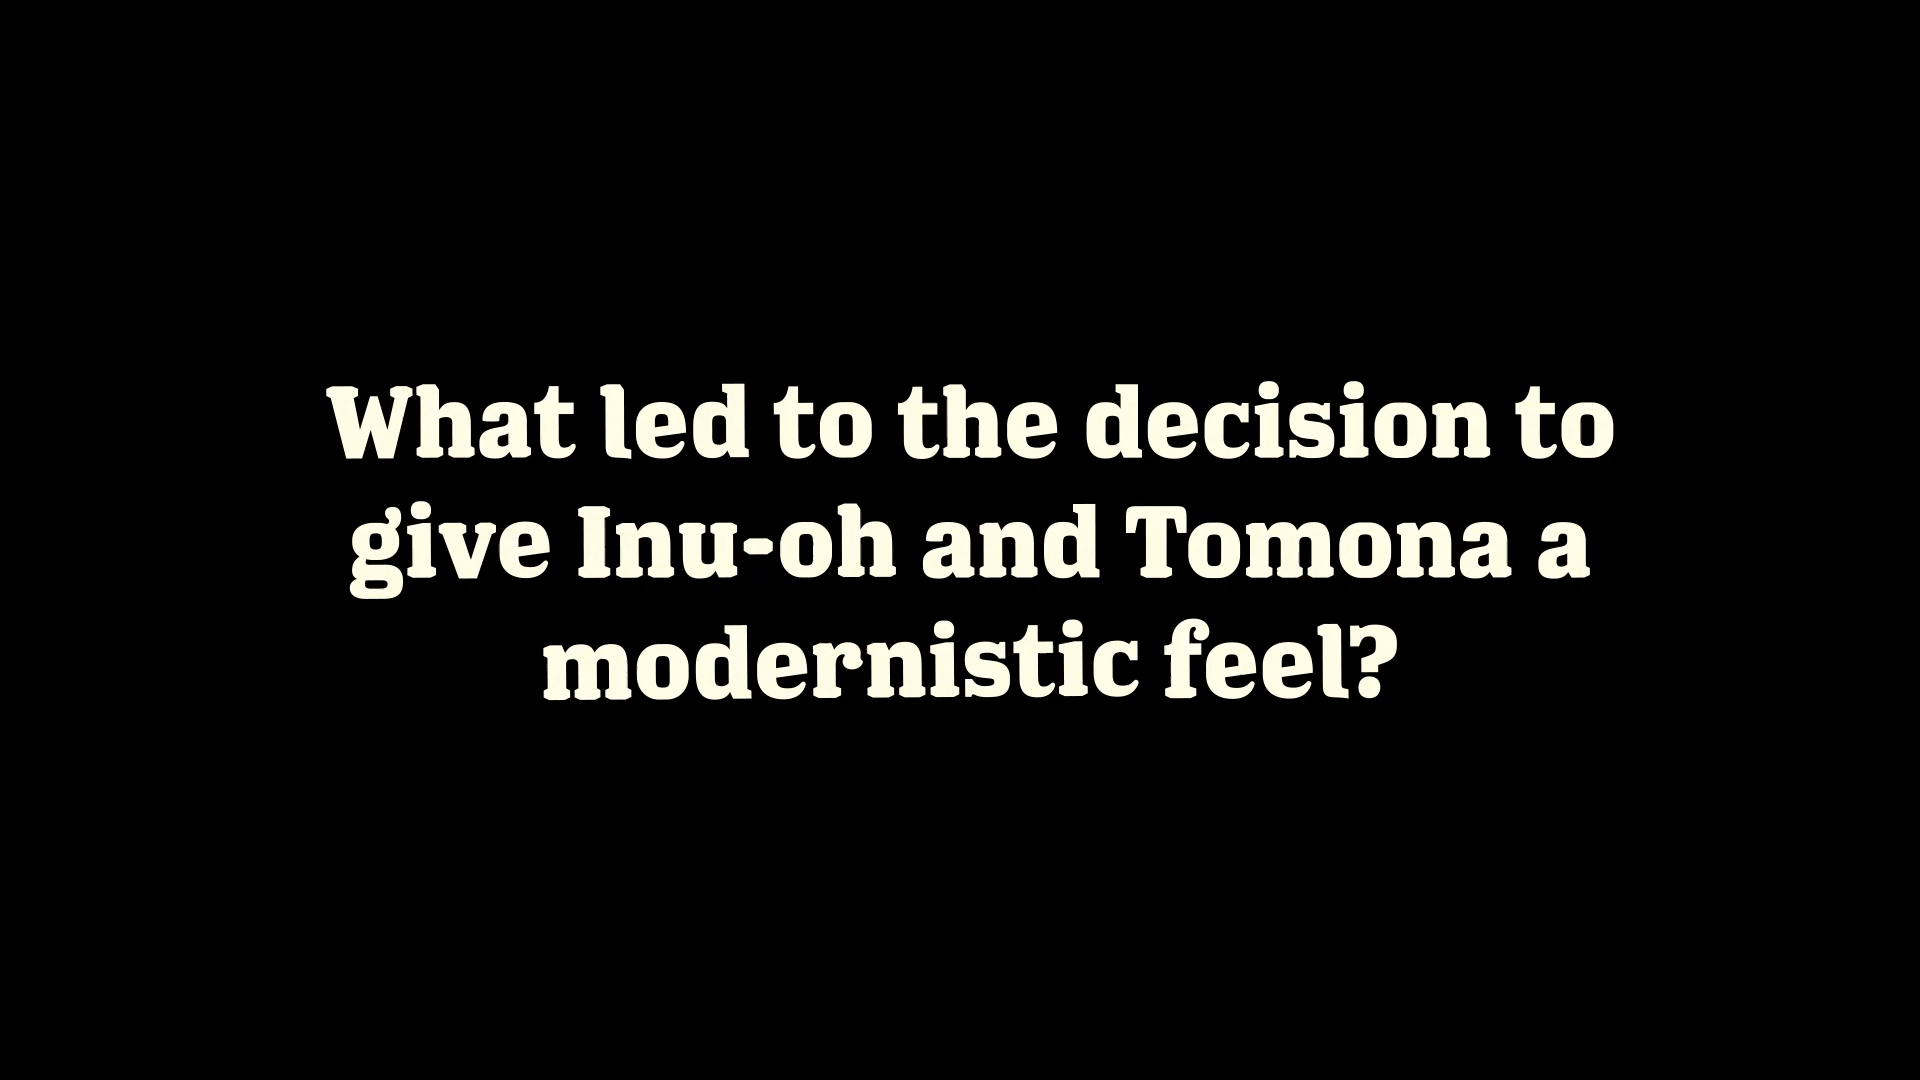 What led to the decision to
give Inu-oh and Tomona a
modernistic feel?